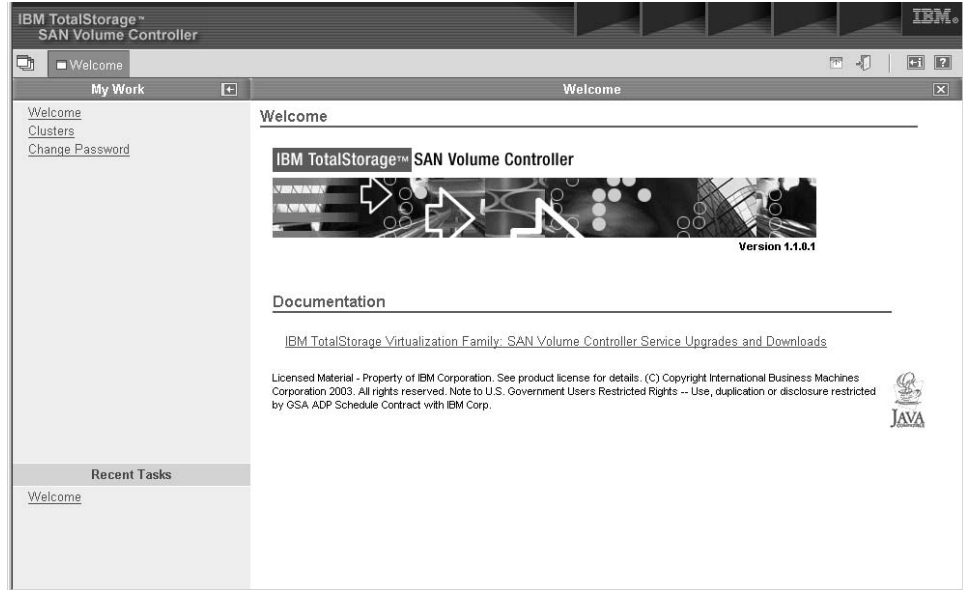 IBM TotalStorage™
SAN Volume Controller
IBM®
Welcome
My Work
Welcome
Welcome
Clusters
Change Password
Welcome
IBM TotalStorage™ SAN Volume Controller
Version 1.1.0.1
Documentation
IBM TotalStorage Virtualization Family: SAN Volume Controller Service Upgrades and Downloads
Licensed Material - Property of IBM Corporation. See product license for details. (C) Copyright International Business Machines
Corporation 2003. All rights reserved. Note to U.S. Government Users Restricted Rights -- Use, duplication or disclosure restricted
by GSA ADP Schedule Contract with IBM Corp.
JAVA
COMPATIBLE
Recent Tasks
Welcome